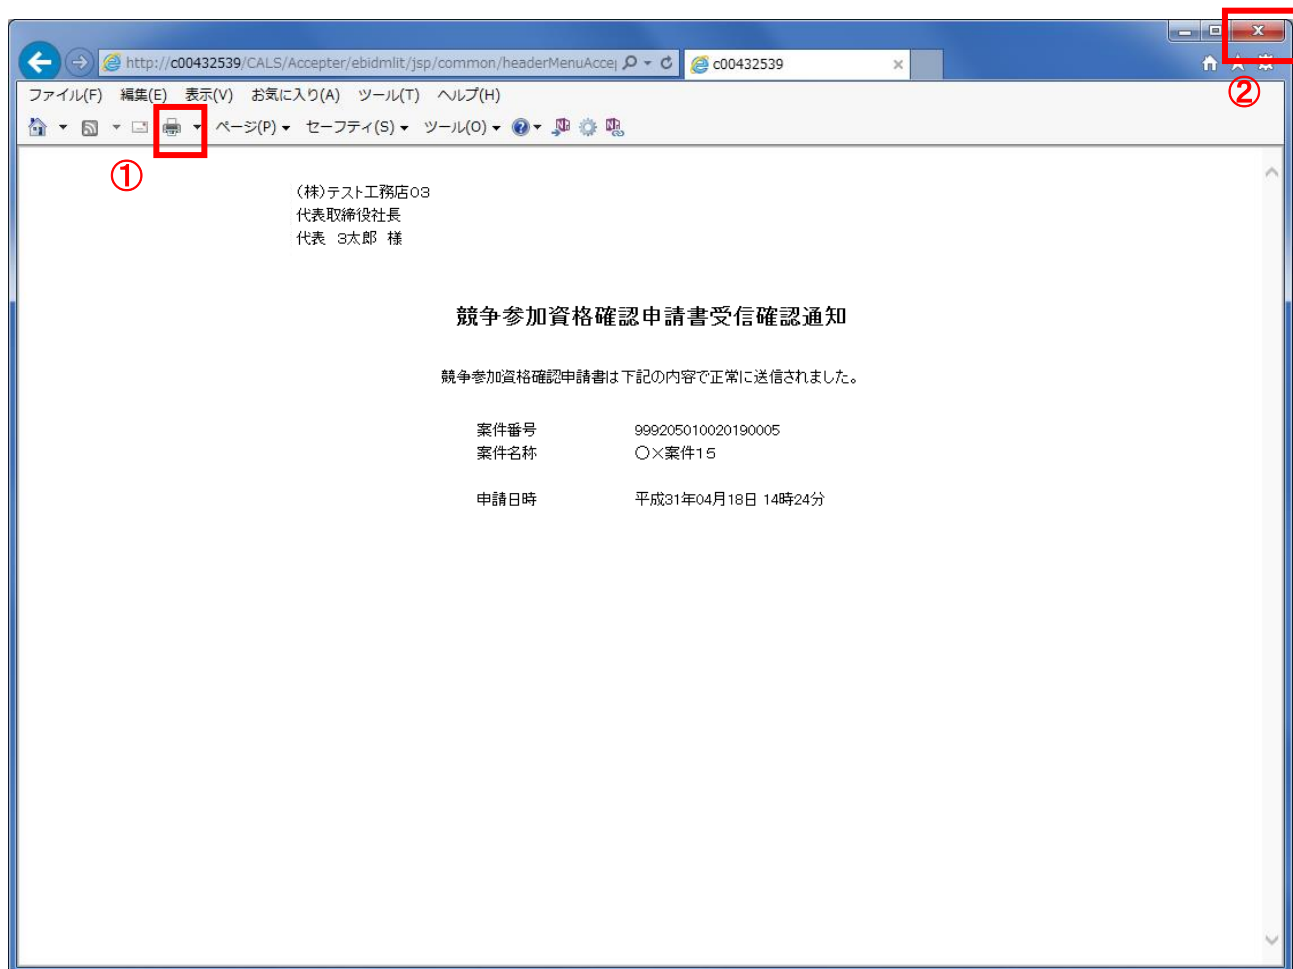 ②
http://c00432539/CALS/Accepter/ebidmlit/jsp/common/headerMenuAcce
c00432539
ファイル(F) 編集(E) 表示(V) お気に入り(A) ツール(T) ヘルプ(H)
ページ(P) セーフティ(S) ツール(O)
①
(株)テスト工務店03
代表取締役社長
代表 3太郎 様
競争参加資格確認申請書受信確認通知
競争参加資格確認申請書は下記の内容で正常に送信されました。
案件番号 999205010020190005
案件名称 〇×案件15
申請日時 平成31年04月18日 14時24分